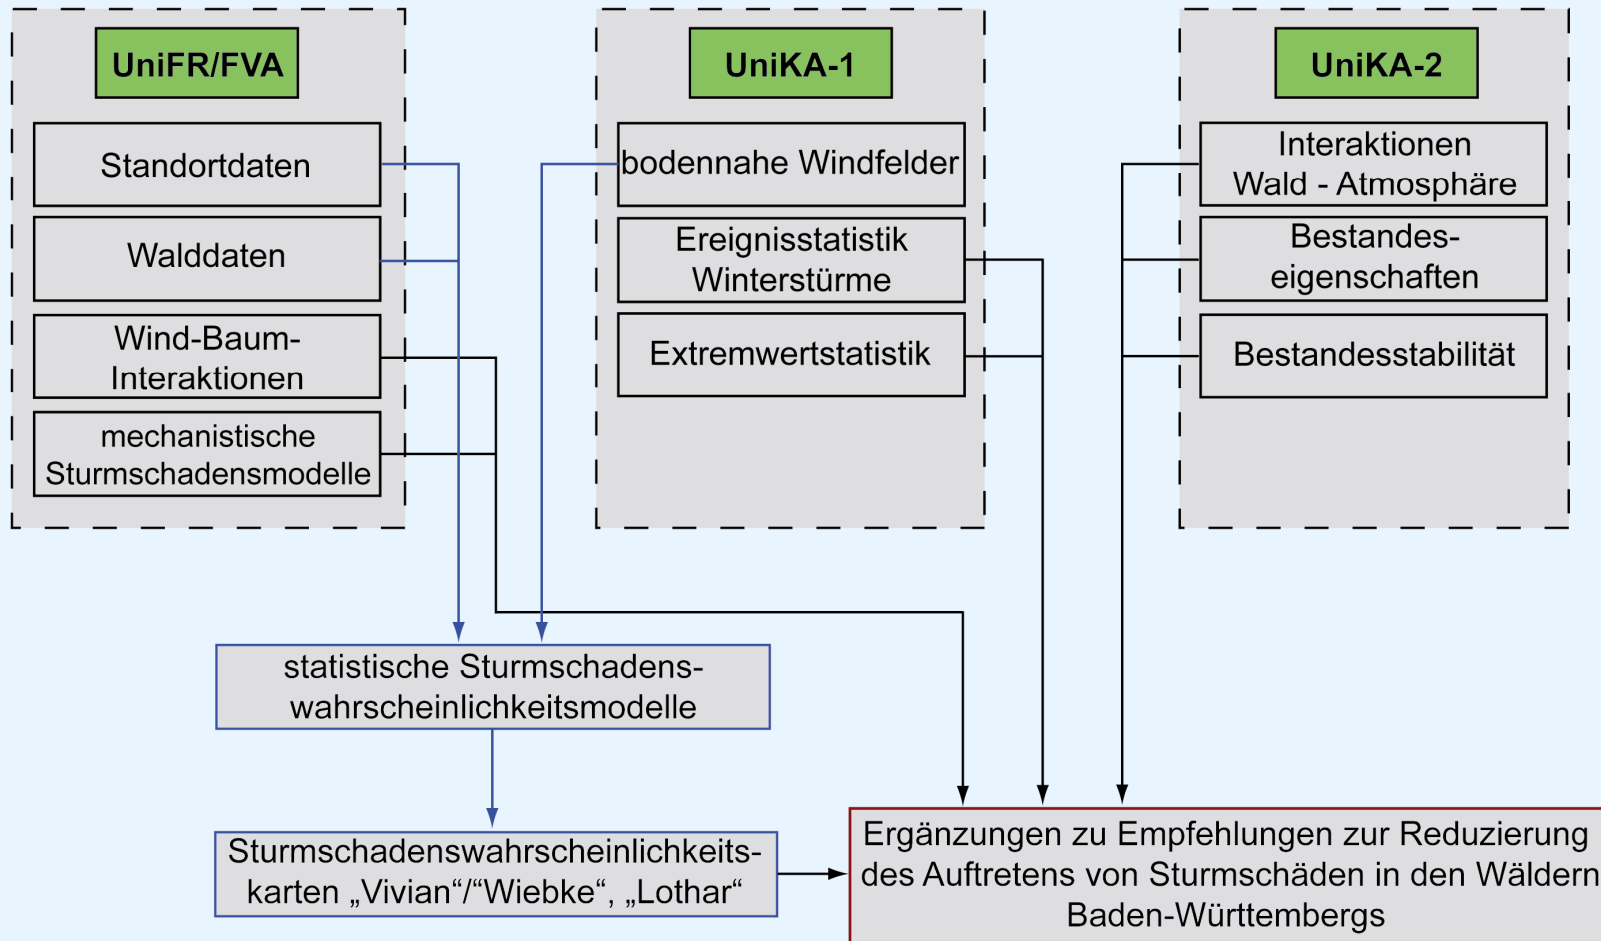 UniFR/FVA
Standortdaten
Walddaten
Wind-Baum-
Interaktionen
mechanistische
Sturmschadensmodelle
UniKA-1
bodennahe Windfelder
Ereignisstatistik
Winterstürme
Extremwertstatistik
UniKA-2
Interaktionen
Wald - Atmosphäre
Bestandes-
eigenschaften
Bestandesstabilität
statistische Sturmschadens-
wahrscheinlichkeitsmodelle
Sturmschadenswahrscheinlichkeits-
karten „Vivian“/“Wiebke“, „Lothar“
Ergänzungen zu Empfehlungen zur Reduzierung
des Auftretens von Sturmschäden in den Wäldern
Baden-Württembergs